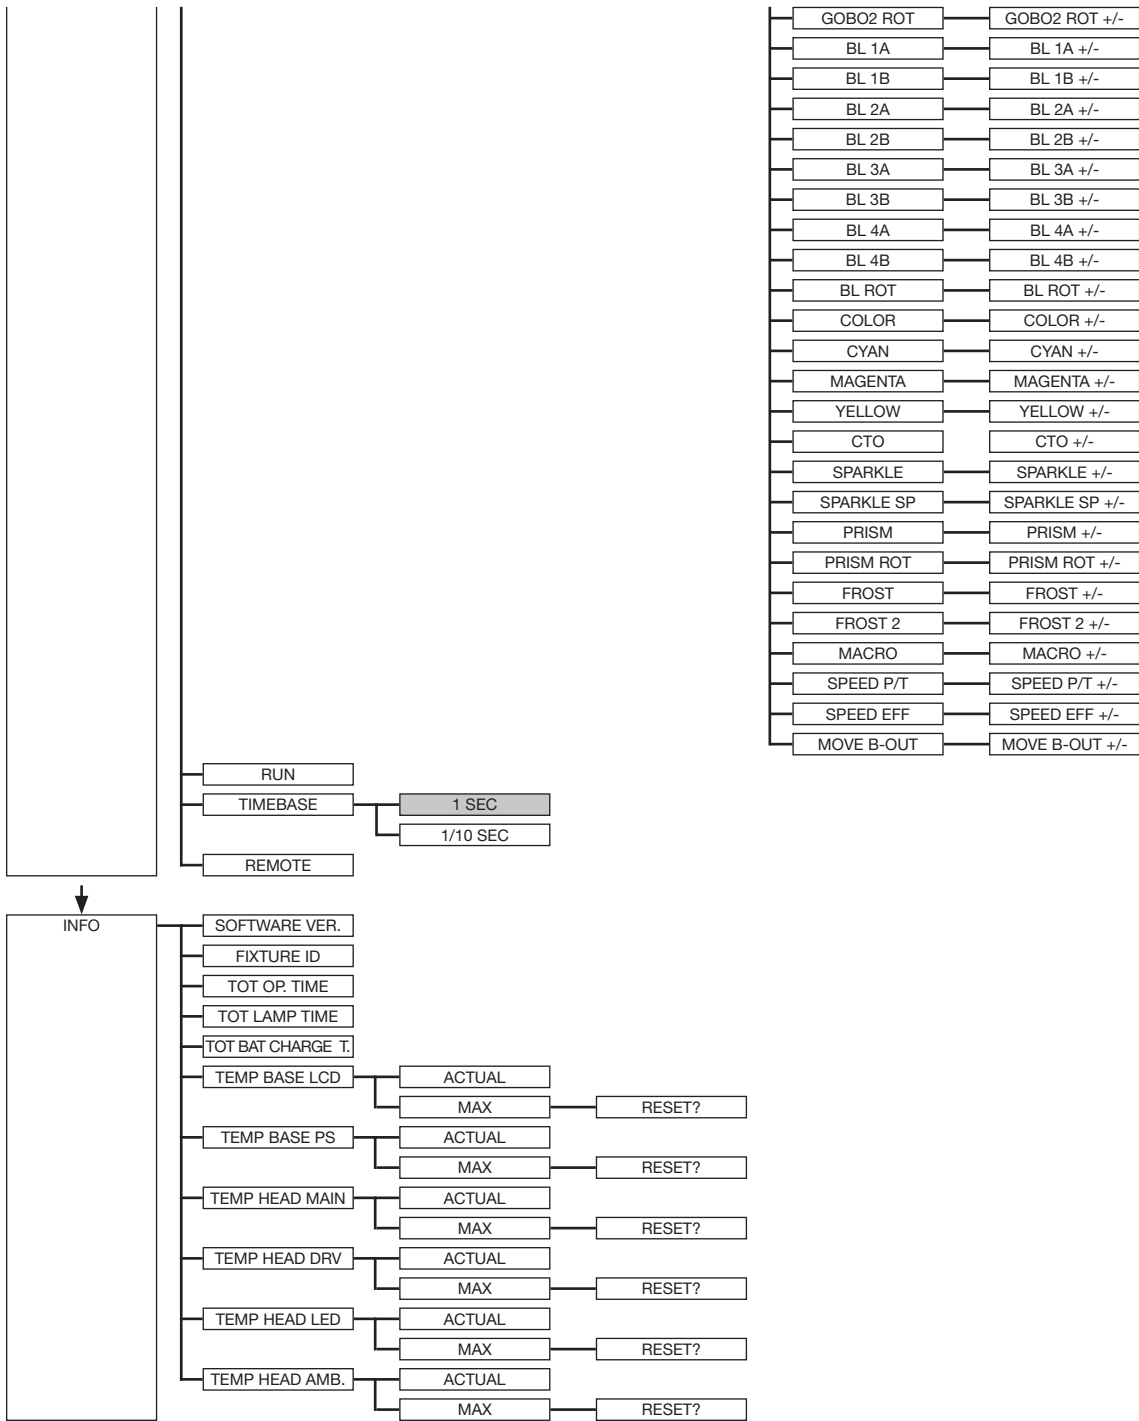 GOBO2 ROT GOBO2 ROT +/-
BL 1A BL 1A +/-
BL 1B BL 1B +/-
BL 2A BL 2A +/-
BL 2B BL 2B +/-
BL 3A BL 3A +/-
BL 3B BL 3B +/-
BL 4A BL 4A +/-
BL 4B BL 4B +/-
BL ROT BL ROT +/-
COLOR COLOR +/-
CYAN CYAN +/-
MAGENTA MAGENTA +/-
YELLOW YELLOW +/-
CTO CTO +/-
SPARKLE SPARKLE +/-
SPARKLE SP SPARKLE SP +/-
PRISM PRISM +/-
PRISM ROT PRISM ROT +/-
FROST FROST +/-
FROST 2 FROST 2 +/-
MACRO MACRO +/-
SPEED P/T SPEED P/T +/-
SPEED EFF SPEED EFF +/-
MOVE B-OUT MOVE B-OUT +/-
RUN
TIMEBASE 1 SEC
1/10 SEC
REMOTE
INFO SOFTWARE VER.
FIXTURE ID
TOT OP. TIME
TOT LAMP TIME
TOT BAT CHARGE T.
TEMP BASE LCD ACTUAL
MAX RESET?
TEMP BASE PS ACTUAL
MAX RESET?
TEMP HEAD MAIN ACTUAL
MAX RESET?
TEMP HEAD DRV ACTUAL
MAX RESET?
TEMP HEAD LED ACTUAL
MAX RESET?
TEMP HEAD AMB. ACTUAL
MAX RESET?